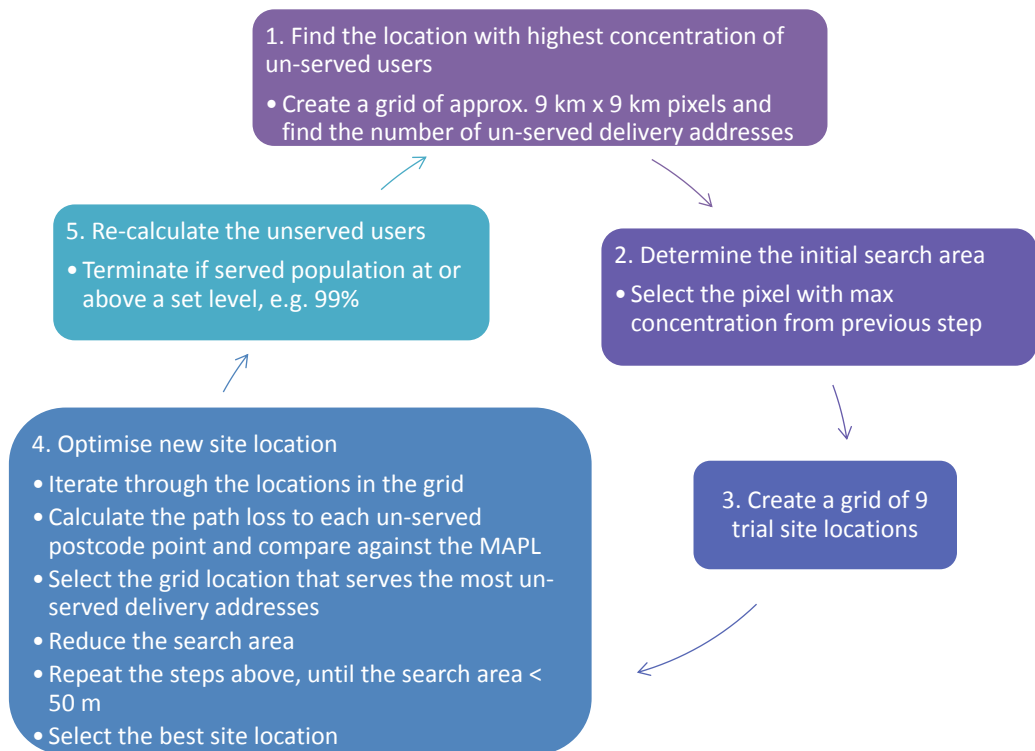 1. Find the location with highest concentration of
un-served users
• Create a grid of approx. 9 km x 9 km pixels and
find the number of un-served delivery addresses
2. Determine the initial search area
• Select the pixel with max
concentration from previous step
3. Create a grid of 9
trial site locations
4. Optimise new site location
• Iterate through the locations in the grid
• Calculate the path loss to each un-served
postcode point and compare against the MAPL
• Select the grid location that serves the most un-
served delivery addresses
• Reduce the search area
• Repeat the steps above, until the search area <
50 m
• Select the best site location
5. Re-calculate the unserved users
• Terminate if served population at or
above a set level, e.g. 99%